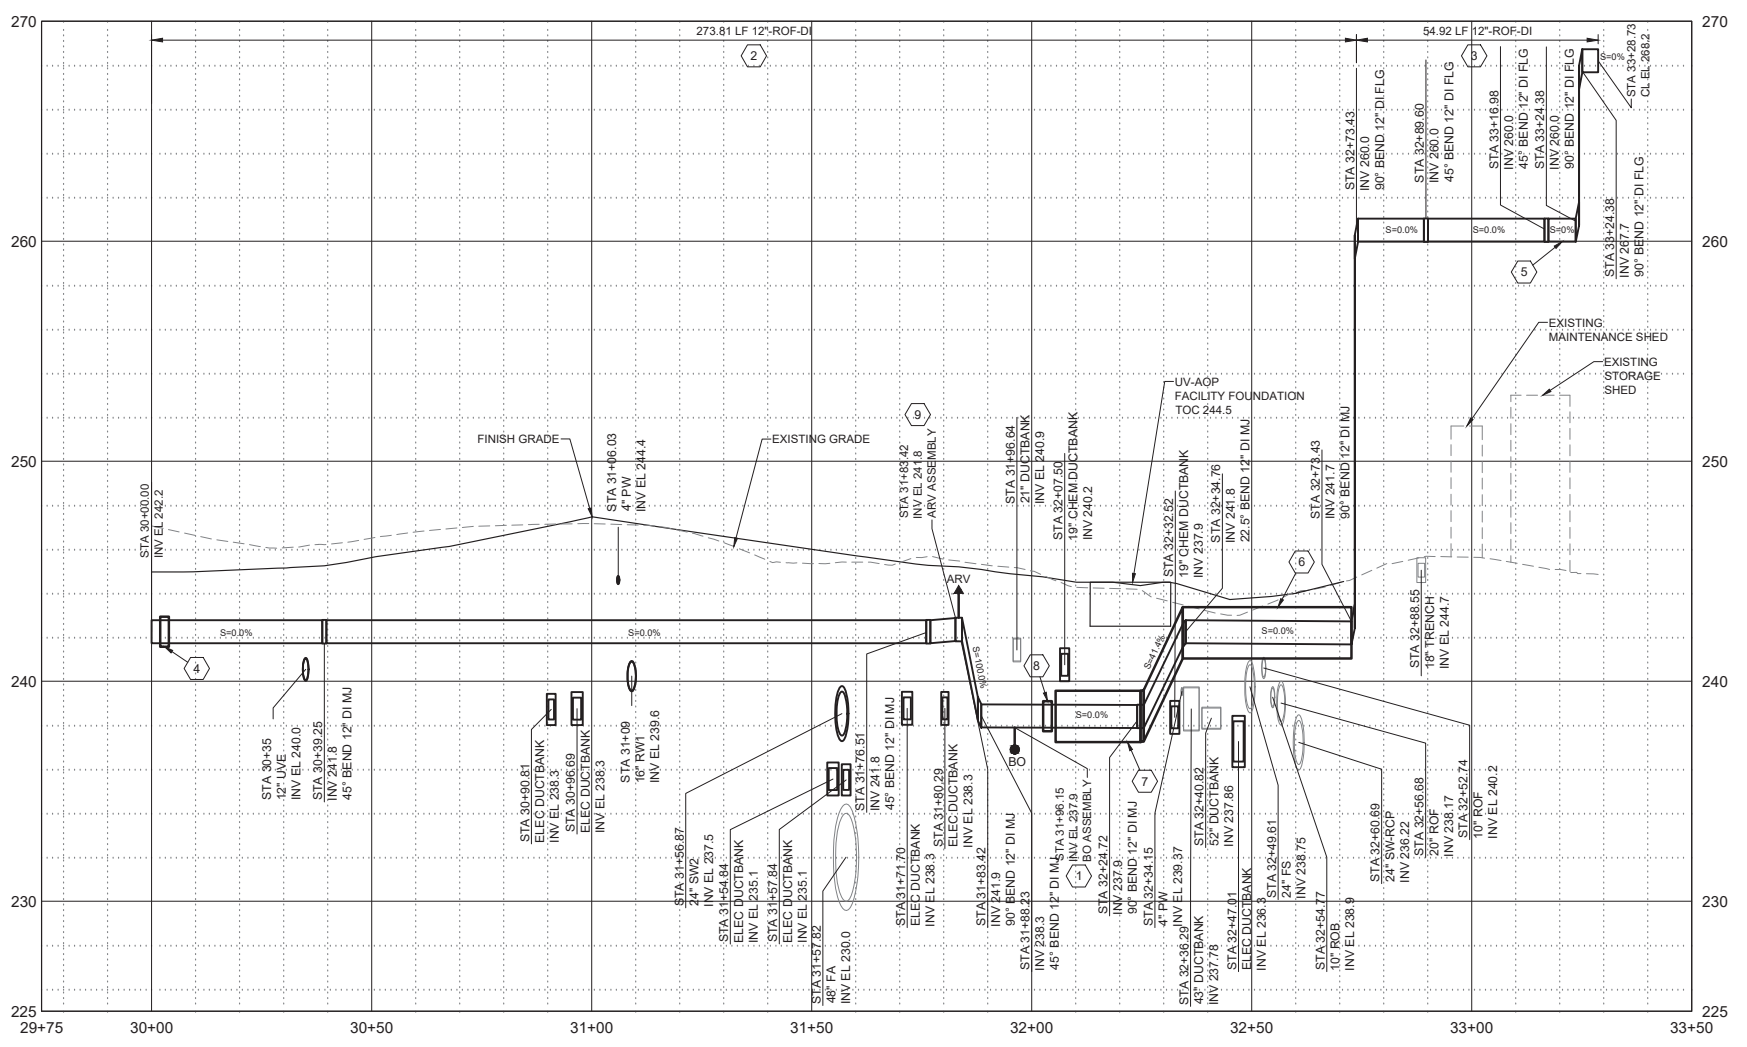 270
273.81 LF 12"-ROF-DI
54.92 LF 12"-ROF-DI
270
2
3
S=0%
STA 33+28.73
CL EL 268.2
STA 32+73.43
INV 260.0
90° BEND 12" DI FLG
STA 32+89.60
INV 260.0
45° BEND 12" DI FLG
STA 33+16.98
INV 260.0
45° BEND 12" DI FLG
STA 33+24.38
INV 260.0
90° BEND 12" DI FLG
STA 33+24.38
INV 267.7
90° BEND 12" DI FLG
260
S=0.0%
S=0.0%
S=0%
260
5
EXISTING
MAINTENANCE SHED
EXISTING
STORAGE
SHED
UV-AOP
FACILITY FOUNDATION
TOC 244.5
FINISH GRADE
EXISTING GRADE
9
250
250
STA 30+00.00
INV EL 242.2
STA 31+06.03
4" PW
INV EL 244.4
STA 31+83.42
INV EL 241.8
ARV ASSEMBLY
STA 31+96.64
21" DUCTBANK
INV EL 240.9
STA 32+07.50
19" CHEM DUCTBANK
INV 240.2
STA 32+32.52
19" CHEM DUCTBANK
INV 237.9
STA 32+34.76
INV 241.8
22.5° BEND 12" DI MJ
STA 32+73.43
INV 241.7
90° BEND 12" DI MJ
6
ARV
S=0.0%
S=0.0%
S=100.0%
S=41.4%
S=0.0%
STA 32+88.55
18" TRENCH
INV EL 244.7
4
8
240
240
S=0.0%
BO
7
STA 30+35
12" UVE
INV EL 240.0
STA 30+39.25
INV 241.8
45° BEND 12" DI MJ
STA 30+90.81
ELEC DUCTBANK
INV EL 238.3
STA 30+96.69
ELEC DUCTBANK
INV EL 238.3
STA 31+09
16" RW1
INV EL 239.6
STA 31+56.87
24" SW2
INV EL 237.5
STA 31+54.84
ELEC DUCTBANK
INV EL 235.1
STA 31+57.84
ELEC DUCTBANK
INV EL 235.1
STA 31+57.82
48" FA
INV EL 230.0
STA 31+76.51
INV 241.8
45° BEND 12" DI MJ
STA 31+71.70
ELEC DUCTBANK
INV EL 238.3
STA 31+80.29
ELEC DUCTBANK
INV EL 238.3
STA 31+83.42
INV 241.9
90° BEND 12" DI MJ
STA 31+88.23
INV 238.3
45° BEND 12" DI MJ
STA 31+96.15
INV EL 237.9
BO ASSEMBLY
1
STA 32+24.72
INV 237.9
90° BEND 12" DI MJ
STA 32+34.15
4" PW
INV EL 239.37
STA 32+36.29
43" DUCTBANK
INV 237.78
STA 32+40.82
52" DUCTBANK
INV 237.86
STA 32+47.01
ELEC DUCTBANK
INV EL 236.3
STA 32+49.61
24" FS
INV 238.75
STA 32+54.77
10" ROB
INV EL 238.9
STA 32+60.69
24" SW-RCP
INV 236.22
STA 32+56.68
20" ROF
INV 238.17
STA 32+52.74
10" ROF
INV EL 240.2
230
230
225
225
29+75
30+00
30+50
31+00
31+50
32+00
32+50
33+00
33+50